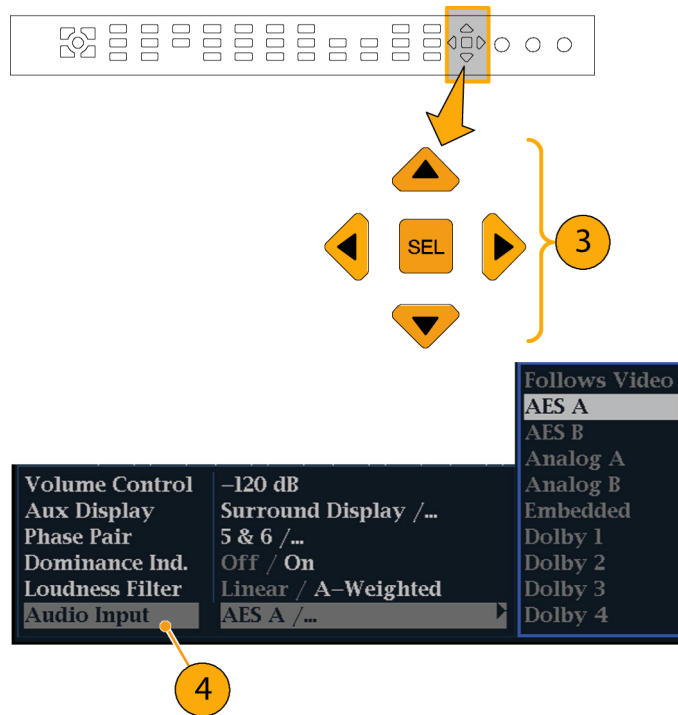 SEL
3
Follows Video
AES A
AES B
Analog A
Analog B
Embedded
Dolby 1
Dolby 2
Dolby 3
Dolby 4
Volume Control –120 dB
Aux Display Surround Display /...
Phase Pair 5 & 6 /...
Dominance Ind. Off / On
Loudness Filter Linear / A–Weighted
Audio Input AES A /...
4